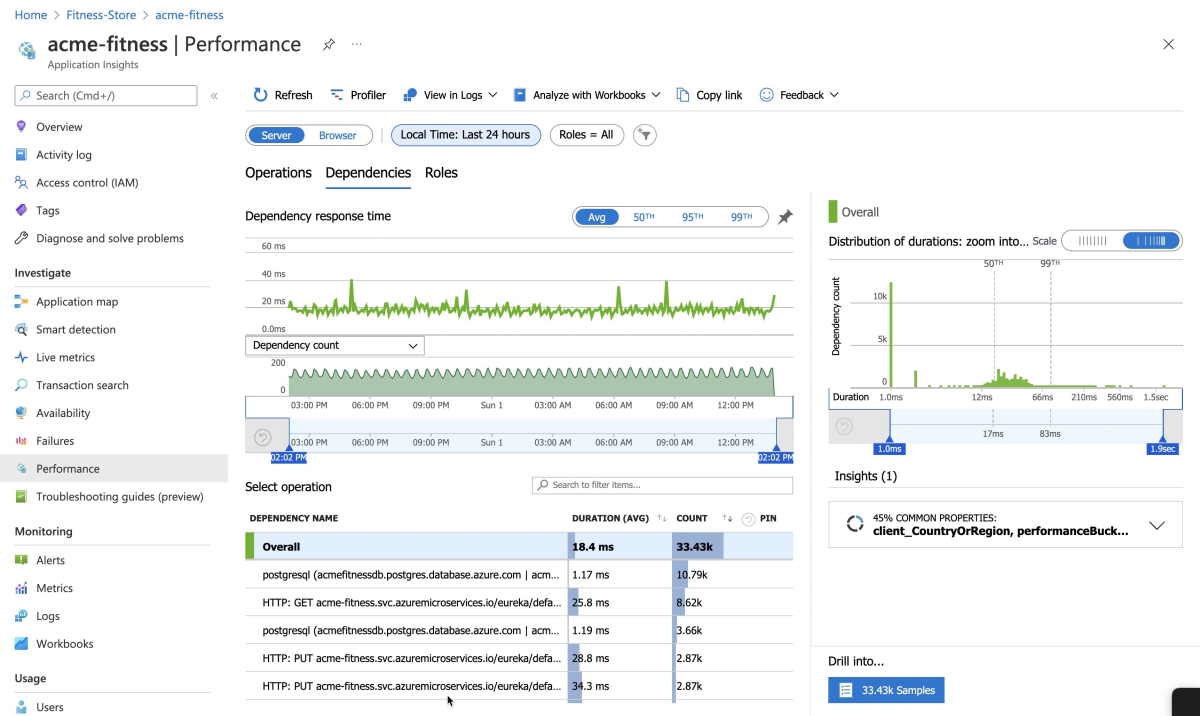 Home > Fitness-Store > acme-fitness
acme-fitness | Performance
...
Application Insights
Search (Cmd+/)
«
Overview
Activity log
Access control (IAM)
Tags
Diagnose and solve problems
Investigate
Application map
Smart detection
Live metrics
Transaction search
Availability
Failures
Performance
Troubleshooting guides (preview)
Monitoring
Alerts
Metrics
Logs
Workbooks
Usage
Users
Refresh Profiler View in Logs Analyze with Workbooks Copy link Feedback
Server Browser Local Time: Last 24 hours Roles = All
Operations Dependencies Roles
Dependency response time Avg 50TH 95TH 99TH
60 ms
40 ms
20 ms
0.0ms
Dependency count
200
0
03:00 PM 06:00 PM 09:00 PM Sun 1 03:00 AM 06:00 AM 09:00 AM 12:00 PM
03:00 PM 06:00 PM 09:00 PM Sun 1 03:00 AM 06:00 AM 09:00 AM 12:00 PM
02:02 PM 02:02 PM
Select operation Search to filter items...
DEPENDENCY NAME DURATION (AVG) COUNT PIN
Overall 18.4 ms 33.43k
postgresql (acmefitnessdb.postgres.database.azure.com | acm... 1.17 ms 10.79k
HTTP: GET acme-fitness.svc.azuremicroservices.io/eureka/defa... 25.8 ms 8.62k
postgresql (acmefitnessdb.postgres.database.azure.com | acm... 1.19 ms 3.66k
HTTP: PUT acme-fitness.svc.azuremicroservices.io/eureka/defa... 28.8 ms 2.87k
HTTP: PUT acme-fitness.svc.azuremicroservices.io/eureka/defa... 34.3 ms 2.87k
Overall
Distribution of durations: zoom into... Scale
50TH 99TH
Dependency count
10k
5k
0
Duration 1.0ms 12ms 66ms 210ms 560ms 1.5sec
17ms 83ms
1.0ms 1.9sec
Insights (1)
45% COMMON PROPERTIES:
client_CountryOrRegion, performanceBuck...
Drill into...
33.43k Samples